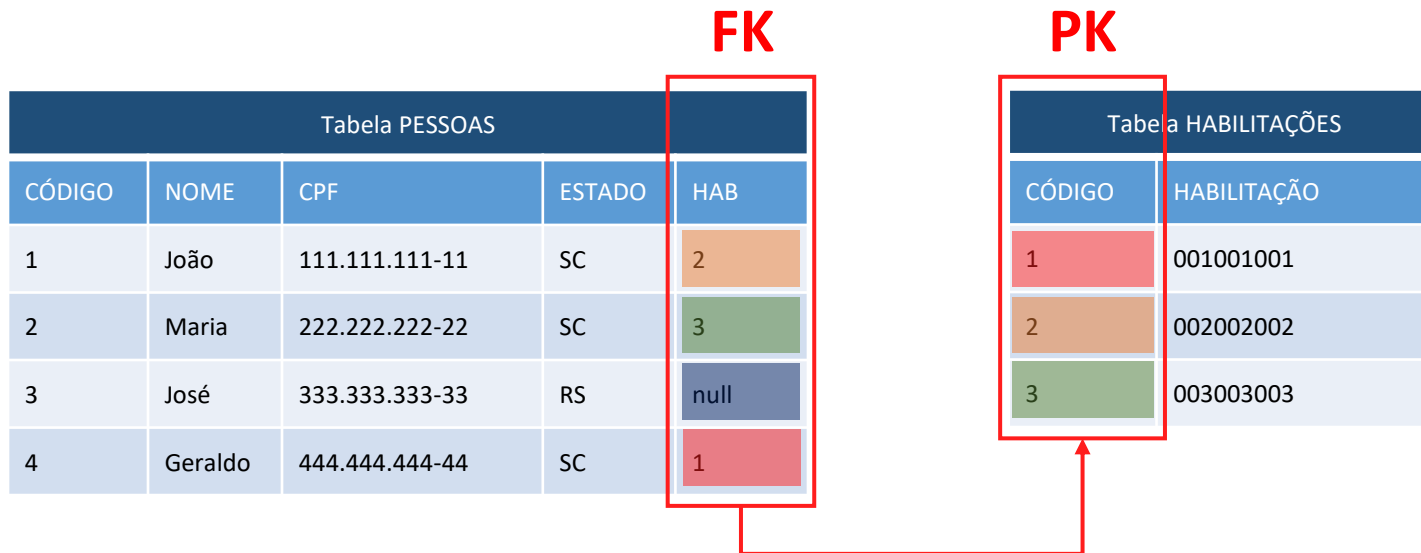 FK PK
Tabela PESSOAS
CÓDIGO NOME CPF ESTADO HAB
1 João 111.111.111-11 SC 2
2 Maria 222.222.222-22 SC 3
3 José 333.333.333-33 RS null
4 Geraldo 444.444.444-44 SC 1
Tabela HABILITAÇÕES
CÓDIGO HABILITAÇÃO
1 001001001
2 002002002
3 003003003